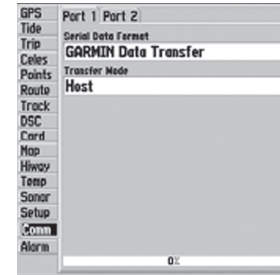 GPS
Tide
Trip
Celes
Points
Route
Track
DSC
Card
Map
Hiway
Temp
Sonar
Setup
Comm
Alarm
Port 1 Port 2
Serial Data Format
GARMIN Data Transfer
Transfer Mode
Host
0%